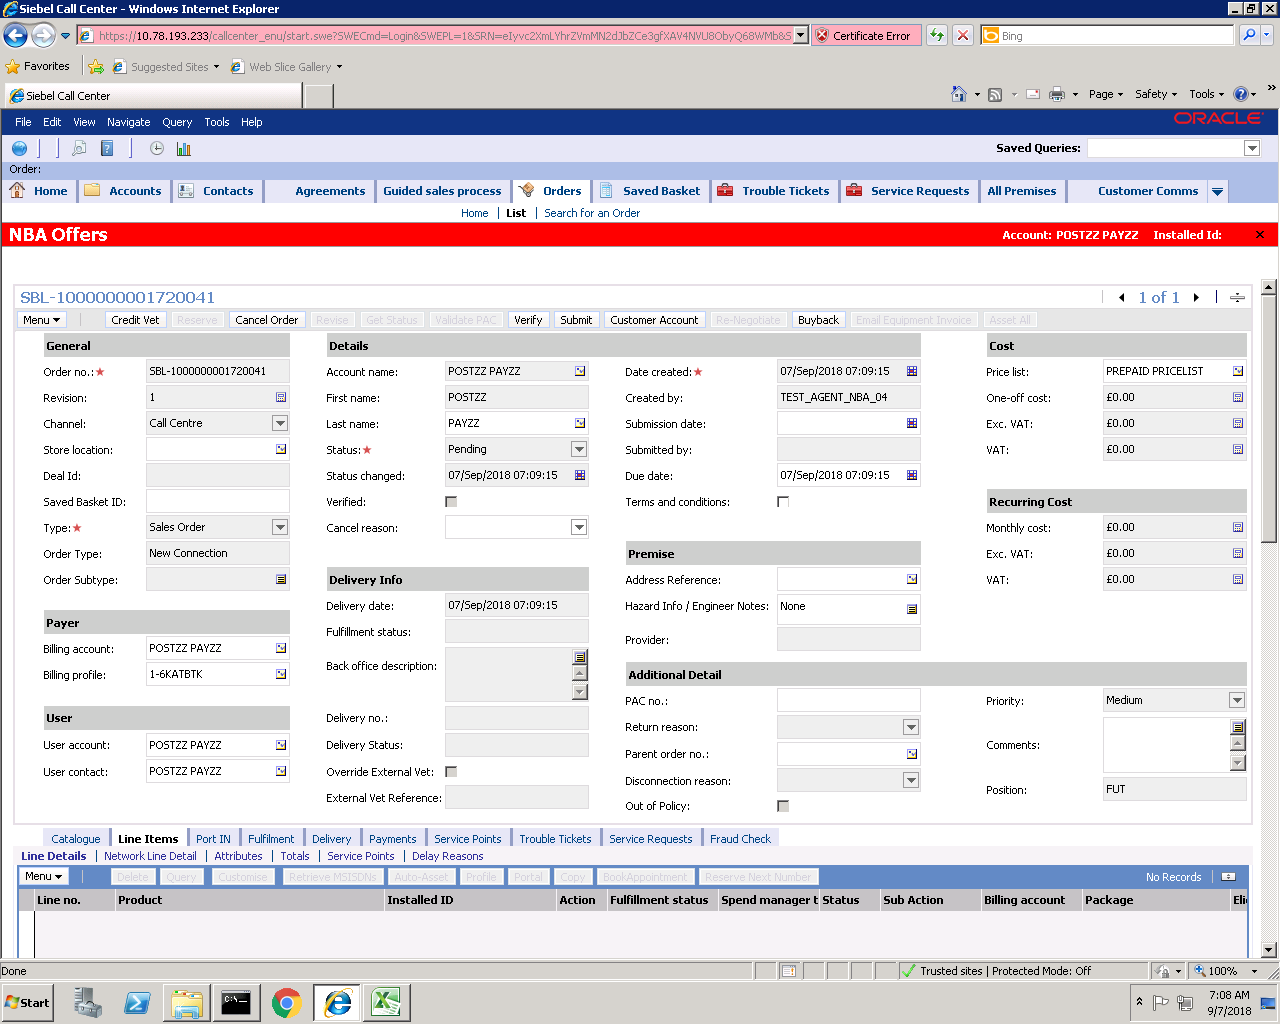 Siebel Call Center - Windows Internet Explorer
https://10.78.193.233/callcenter_enu/start.swe?SWECmd=Login&SWEPL=1&SRN=
Certificate Error
Bing
Favorites
Suggested Sites
Web Slice Gallery
Siebel Call Center
Page Safety Tools
File Edit View Navigate Query Tools Help
ORACLE
Saved Queries:
Order:
Home Accounts Contacts Agreements Guided sales process Orders Saved Basket Trouble Tickets Service Requests All Premises Customer Comms
Home | List | Search for an Order
NBA Offers
Account: POSTZZ PAYZZ Installed Id:
SBL-1000000001720041
1 of 1
Menu Credit Vet Reserve Cancel Order Revise Get Status Validate PAC Verify Submit Customer Account Re-Negotiate Buyback Email Equipment Invoice Asset All
General
Order no.: SBL-1000000001720041
Revision: 1
Channel: Call Centre
Store location:
Deal Id:
Saved Basket ID:
Type: Sales Order
Order Type: New Connection
Order Subtype:
Payer
Billing account: POSTZZ PAYZZ
Billing profile: 1-6KATBTK
User
User account: POSTZZ PAYZZ
User contact: POSTZZ PAYZZ
Details
Account name: POSTZZ PAYZZ
First name: POSTZZ
Last name: PAYZZ
Status: Pending
Status changed: 07/Sep/2018 07:09:15
Verified:
Cancel reason:
Delivery Info
Delivery date: 07/Sep/2018 07:09:15
Fulfillment status:
Back office description:
Delivery no.:
Delivery Status:
Override External Vet:
External Vet Reference:
Date created: 07/Sep/2018 07:09:15
Created by: TEST_AGENT_NBA_04
Submission date:
Submitted by:
Due date: 07/Sep/2018 07:09:15
Terms and conditions:
Premise
Address Reference:
Hazard Info / Engineer Notes: None
Provider:
Additional Detail
PAC no.:
Return reason:
Parent order no.:
Disconnection reason:
Out of Policy:
Priority: Medium
Comments:
Position: FUT
Cost
Price list: PREPAID PRICELIST
One-off cost: £0.00
Exc. VAT: £0.00
VAT: £0.00
Recurring Cost
Monthly cost: £0.00
Exc. VAT: £0.00
VAT: £0.00
Catalogue Line Items Port IN Fulfilment Delivery Payments Service Points Trouble Tickets Service Requests Fraud Check
Line Details | Network Line Detail | Attributes | Totals | Service Points | Delay Reasons
Menu Delete Query Customise Retrieve MSISDNs Auto-Asset Profile Portal Copy BookAppointment Reserve Next Number No Records
Line no. Product Installed ID Action Fulfillment status Spend manager t Status Sub Action Billing account Package Eli
Done
Trusted sites | Protected Mode: Off
100%
Start
7:08 AM
9/7/2018